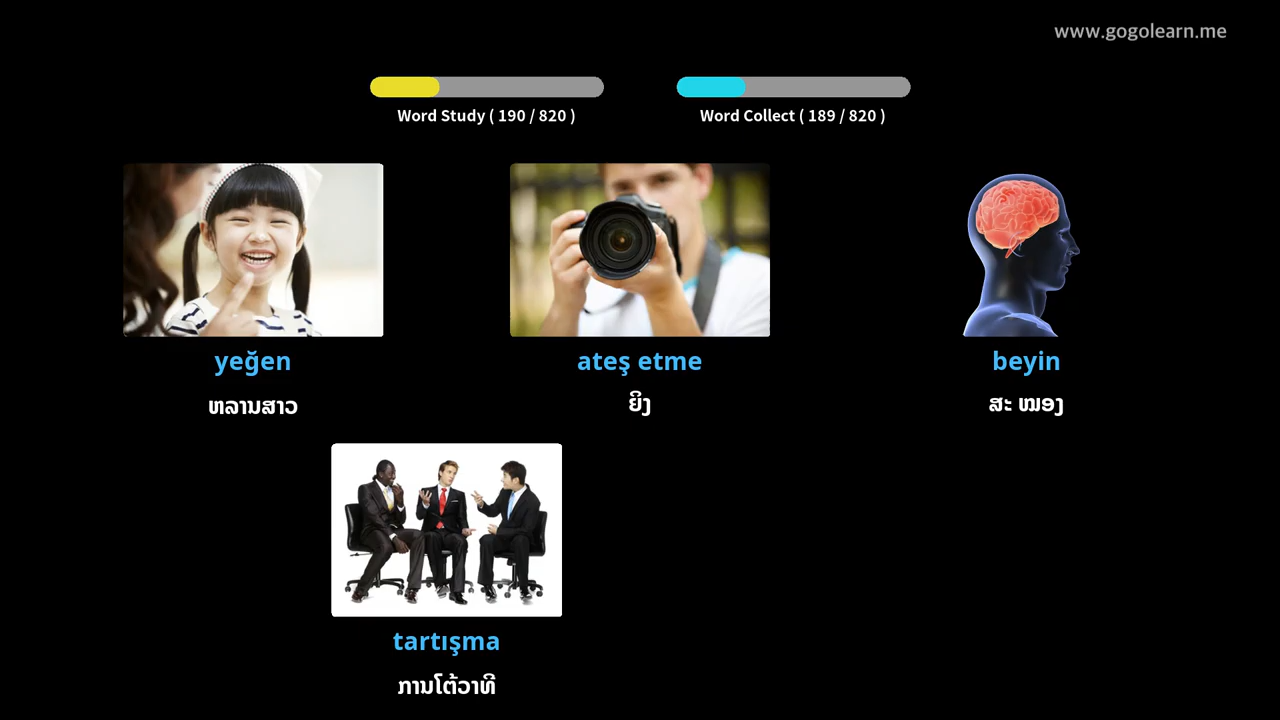 www.gogolearn.me
Word Study ( 190 / 820 )
Word Collect ( 189 / 820 )
yeğen
ate�� etme
beyin
ຫລານສາວ
ຍິງ
ສະ ໝອງ
tartışma
ການໂຕ້ວາທີ